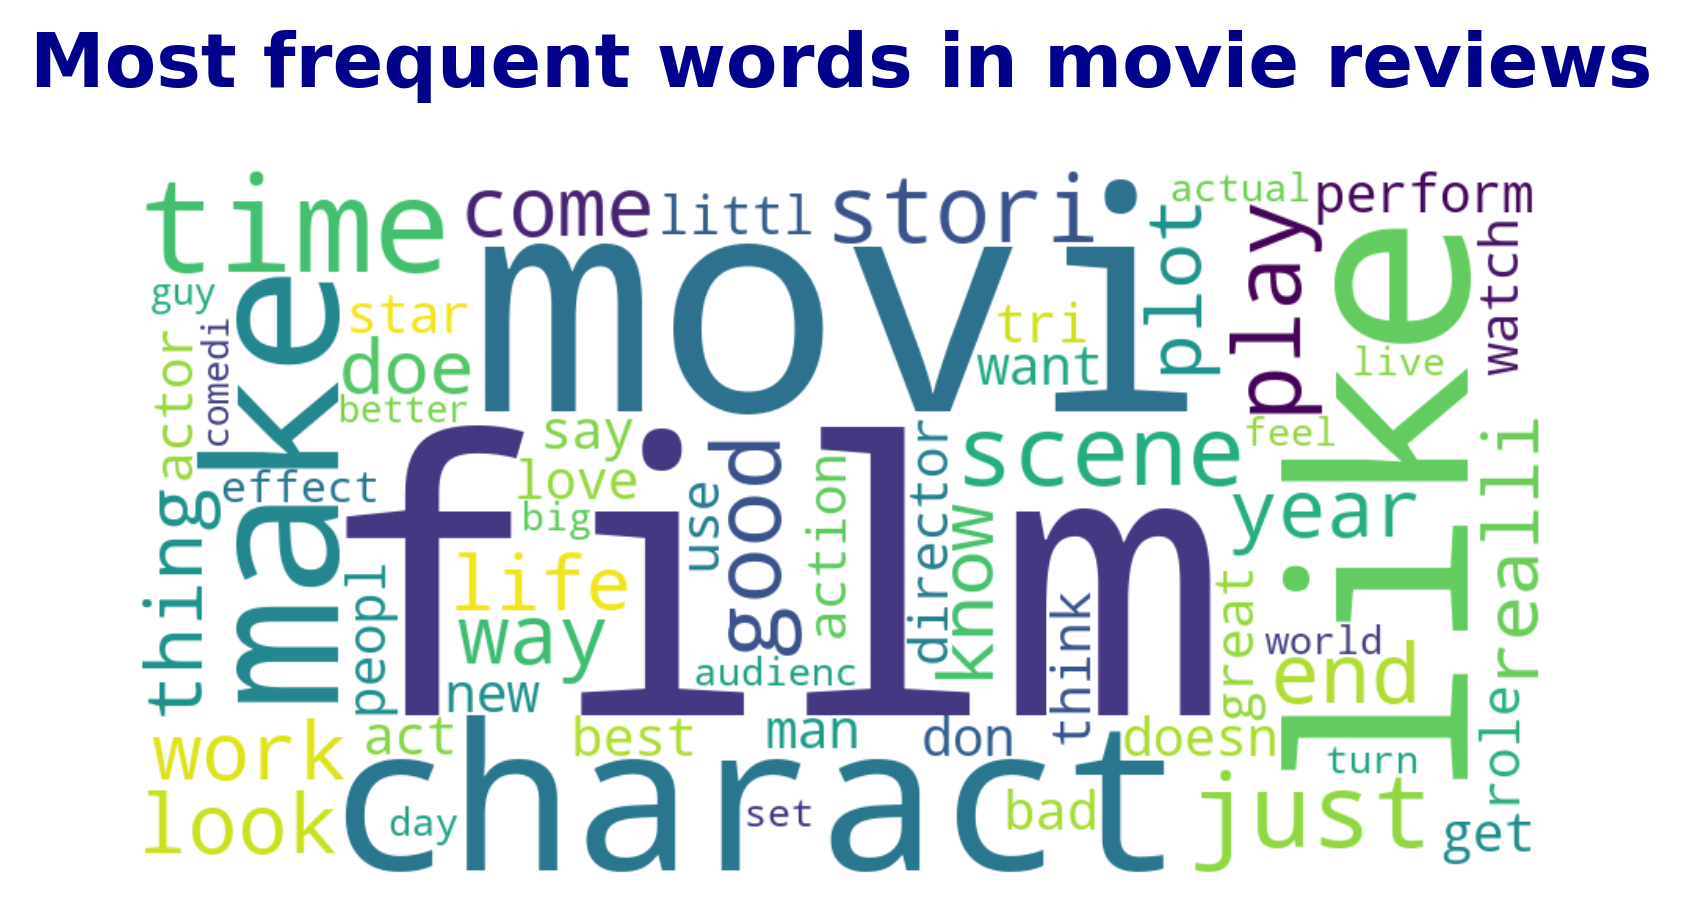 Most frequent words in movie reviews
time
come
littl
stori
actual
perform
movi
plot
play
like
watch
guy
star
tri
want
live
make
comedi
actor
doe
better
say
scene
feel
film
love
good
action
director
realli
effect
thing
use
big
know
year
life
peopl
way
think
great
world
audienc
end
new
role
work
act
best
man
don
doesn
turn
charact
look
day
set
bad
just
get